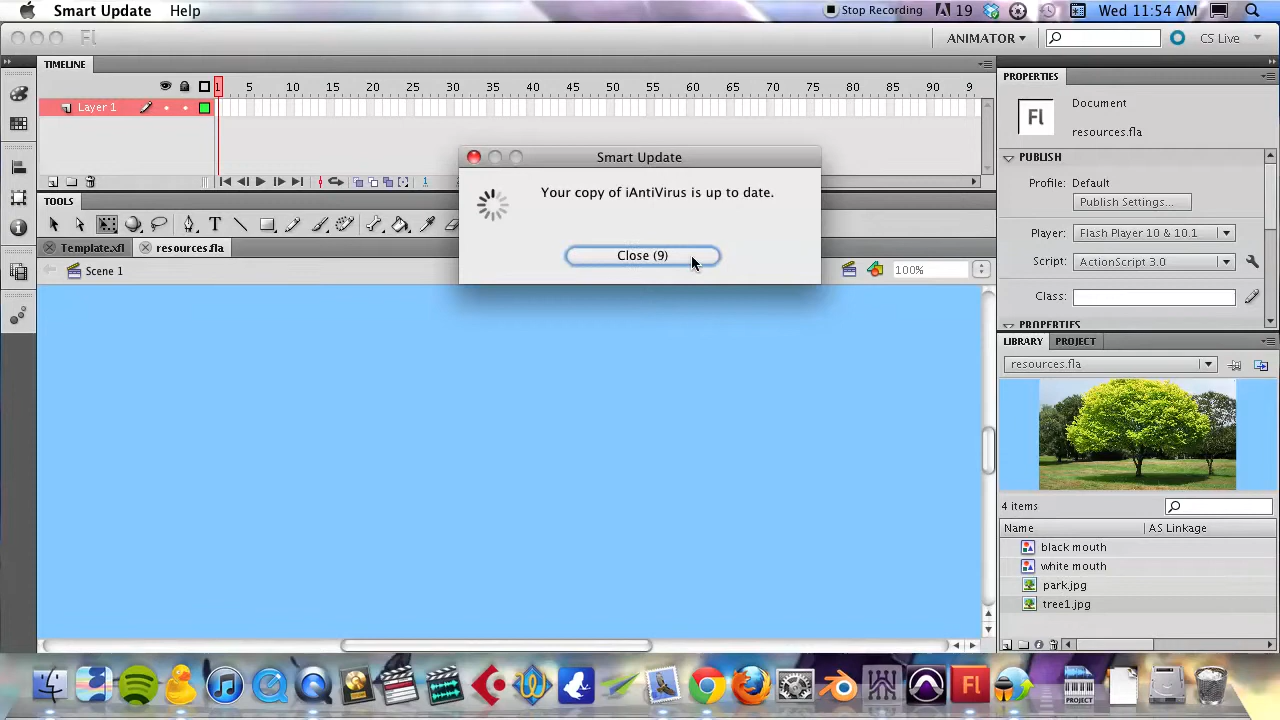 Smart Update Help Stop Recording 19 Wed 11:54 AM
Fl ANIMATOR CS Live
TIMELINE
1 5 10 15 20 25 30 35 40 45 50 55 60 65 70 75 80 85 90 9
Layer 1
1
TOOLS
T
Template.xfl resources.fla
Scene 1
100%
Smart Update
Your copy of iAntiVirus is up to date.
Close (9)
PROPERTIES
Fl
Document
resources.fla
PUBLISH
Profile: Default
Publish Settings...
Player: Flash Player 10 & 10.1
Script: ActionScript 3.0
Class:
PROPERTIES
LIBRARY PROJECT
resources.fla
4 items
Name AS Linkage
black mouth
white mouth
park.jpg
tree1.jpg
Fl
PROJECT